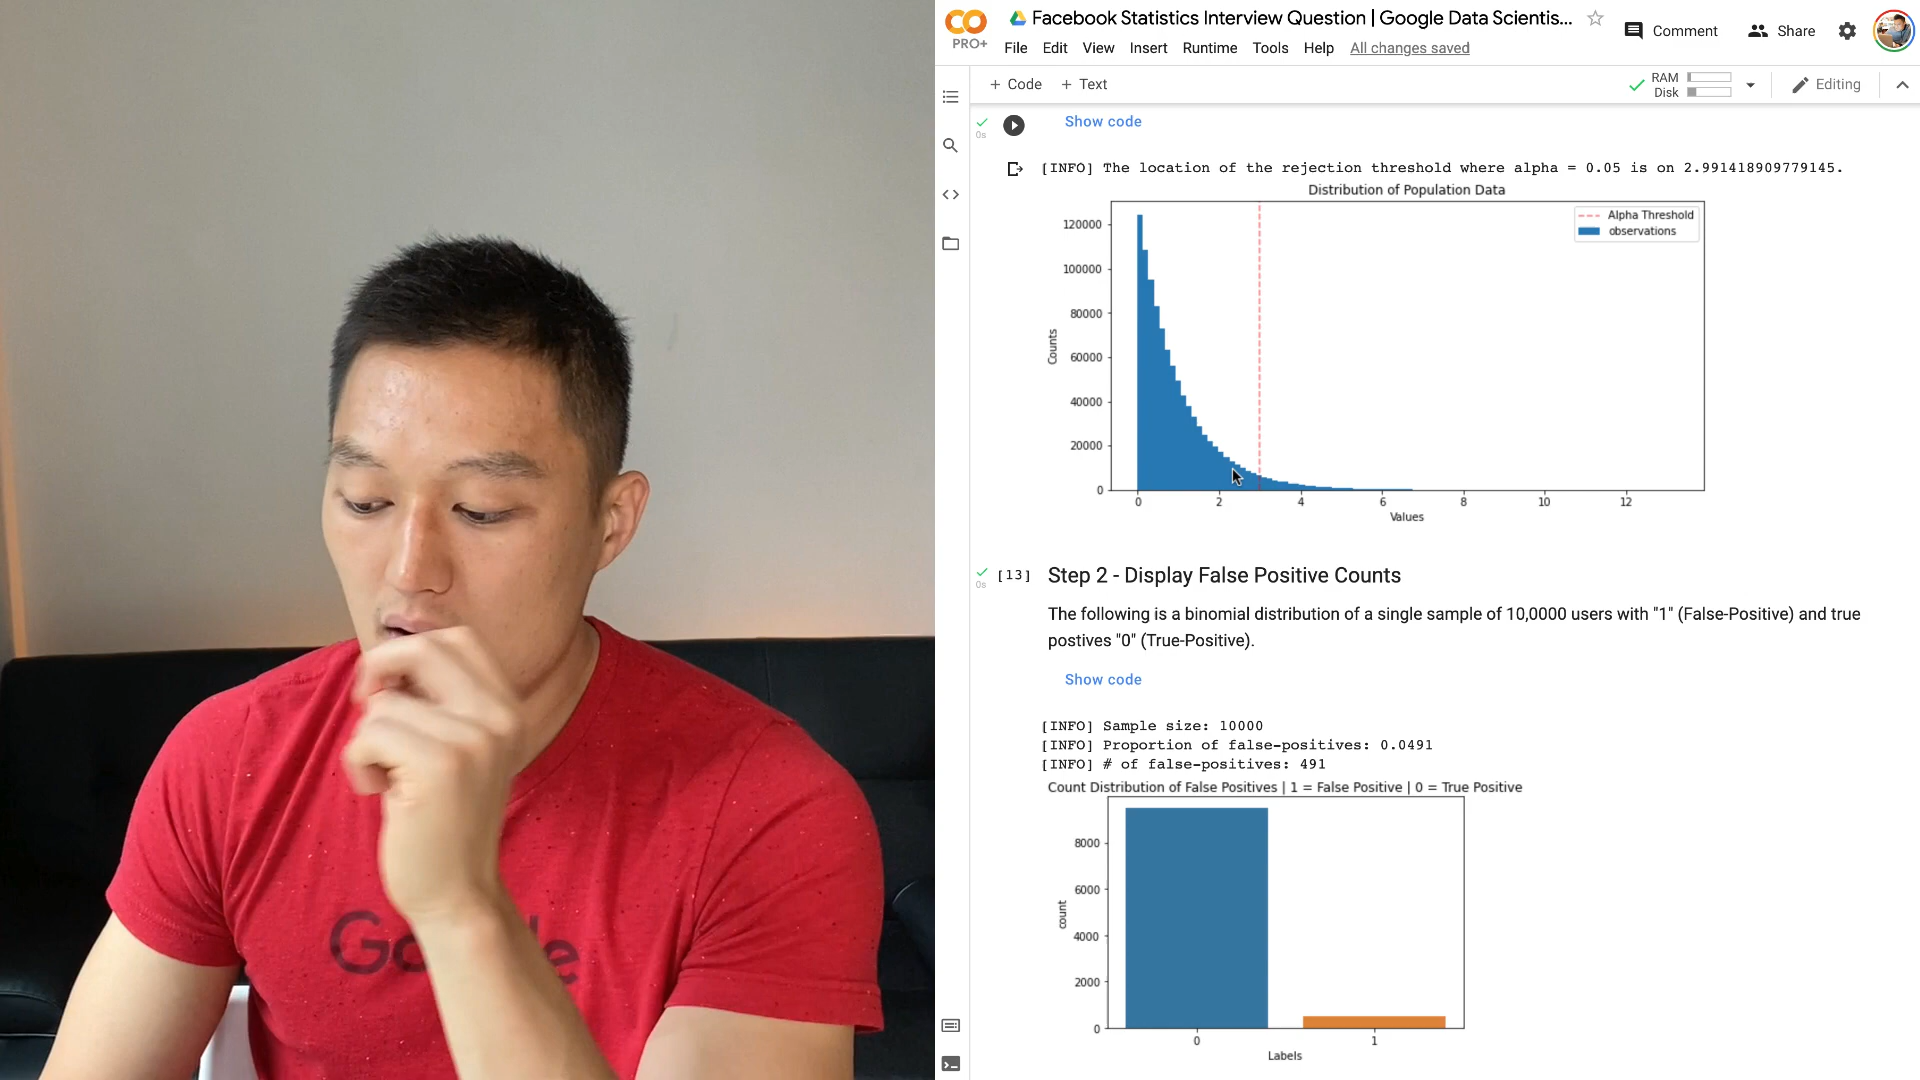 Facebook Statistics Interview Question | Google Data Scientis...
PRO+
File Edit View Insert Runtime Tools Help All changes saved
Comment
Share
+ Code + Text
RAM
Disk
Editing
0s
Show code
[INFO] The location of the rejection threshold where alpha = 0.05 is on 2.991418909779145.
Distribution of Population Data
Alpha Threshold
observations
120000
100000
80000
60000
40000
20000
0
Counts
0 2 4 6 8 10 12
Values
0s
[13] Step 2 - Display False Positive Counts
The following is a binomial distribution of a single sample of 10,0000 users with "1" (False-Positive) and true
postives "0" (True-Positive).
Show code
[INFO] Sample size: 10000
[INFO] Proportion of false-positives: 0.0491
[INFO] # of false-positives: 491
Count Distribution of False Positives | 1 = False Positive | 0 = True Positive
8000
6000
4000
2000
0
count
0 1
Labels